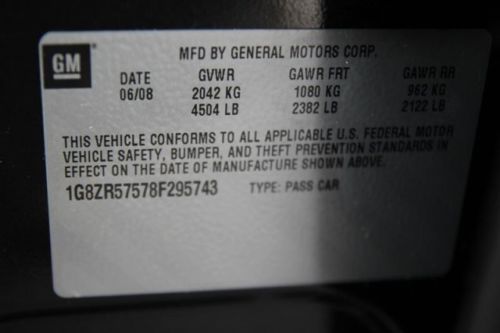 GM
MFD BY GENERAL MOTORS CORP.
DATE GVWR GAWR FRT GAWR RR
06/08 2042 KG 1080 KG 962 KG
4504 LB 2382 LB 2122 LB
THIS VEHICLE CONFORMS TO ALL APPLICABLE U.S. FEDERAL MOTOR
VEHICLE SAFETY, BUMPER, AND THEFT PREVENTION STANDARDS IN
EFFECT ON THE DATE OF MANUFACTURE SHOWN ABOVE.
1G8ZR57578F295743 TYPE: PASS CAR